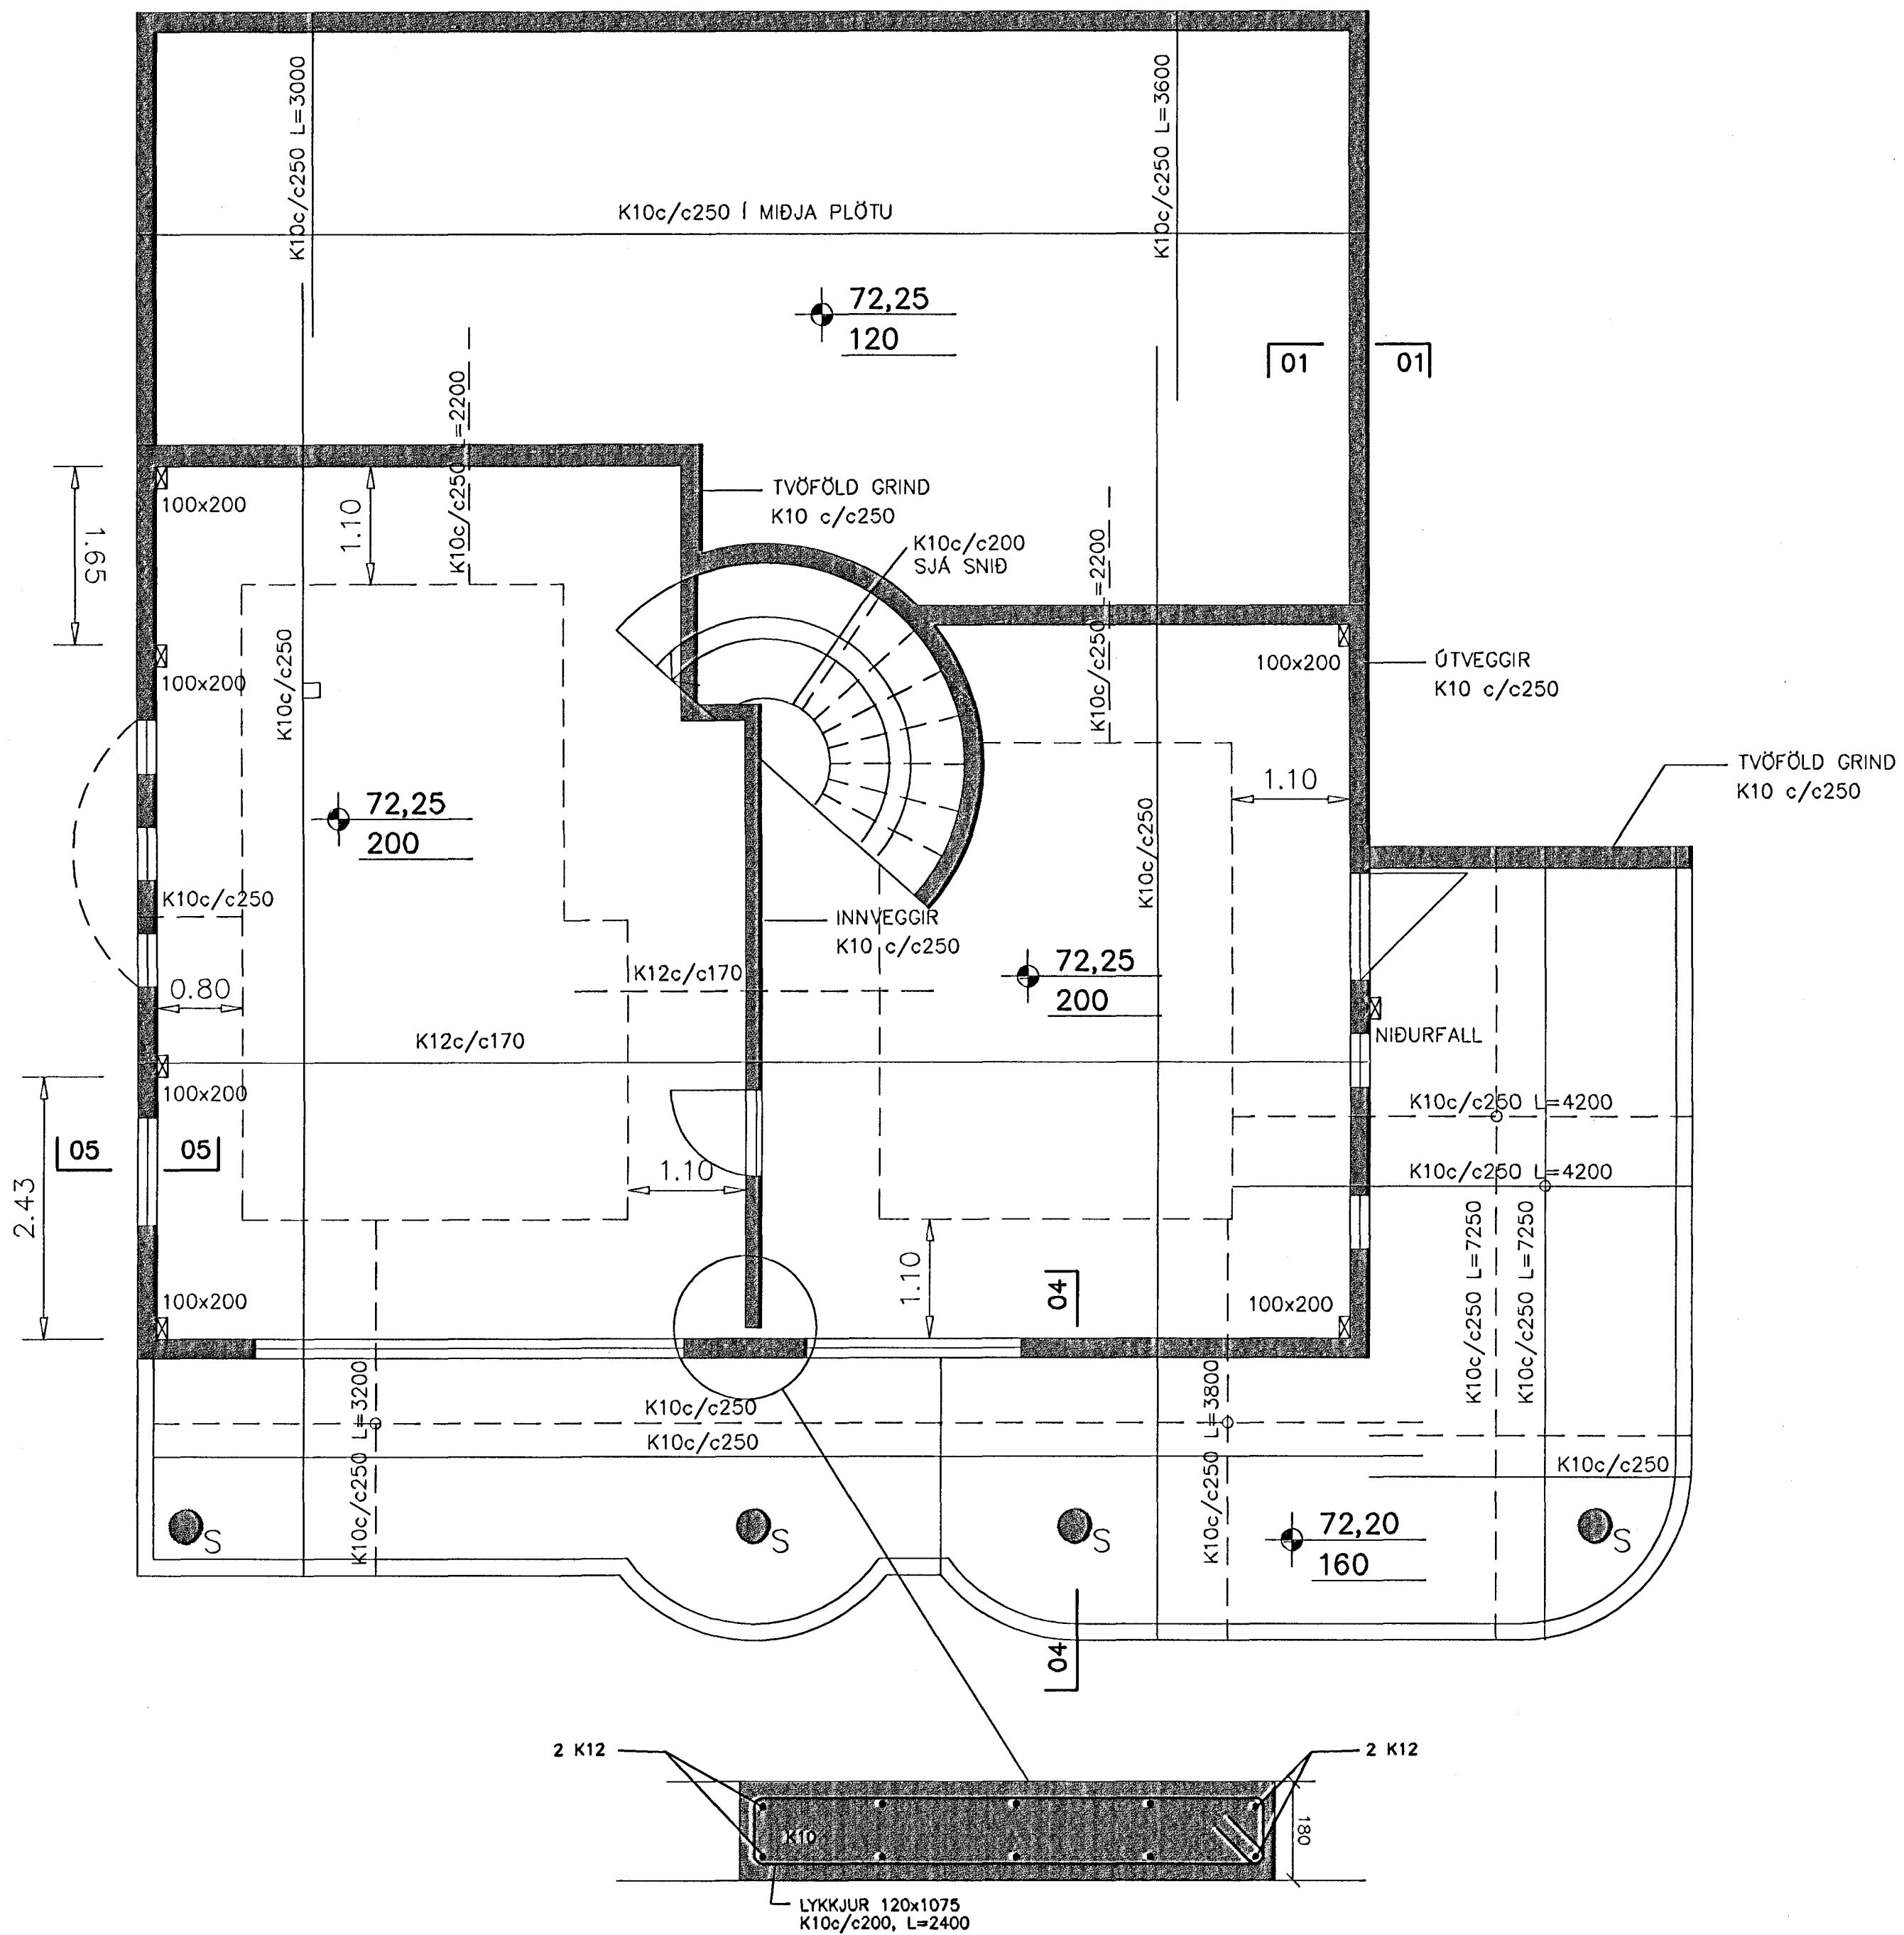 K10c/c250 L=3000
K10c/c250 L=3600
K10c/c250 Í MIÐJA PLÖTU
72,25
120
01
01
K10c/c250 L=2200
TVÖFÖLD GRIND
K10 c/c250
100x200
1.10
1.65
K10c/c200
SJÁ SNIÐ
K10c/c250 L=2200
100x200
K10c/c250
100x200
ÚTVEGGIR
K10 c/c250
TVÖFÖLD GRIND
K10 c/c250
1.10
72,25
200
K10c/c250
K10c/c250
INNVEGGIR
K10 c/c250
K12c/c170
72,25
200
0.80
K12c/c170
NIÐURFALL
100x200
K10c/c250 L=4200
05
05
1.10
K10c/c250 L=4200
2.43
1.10
04
100x200
100x200
K10c/c250 L=7250
K10c/c250 L=7250
K10c/c250 L=3200
K10c/c250
K10c/c250
K10c/c250 L=3800
K10c/c250
S
S
S
S
72,20
160
04
2 K12
2 K12
K10
180
LYKKJUR 120x1075
K10c/c200, L=2400